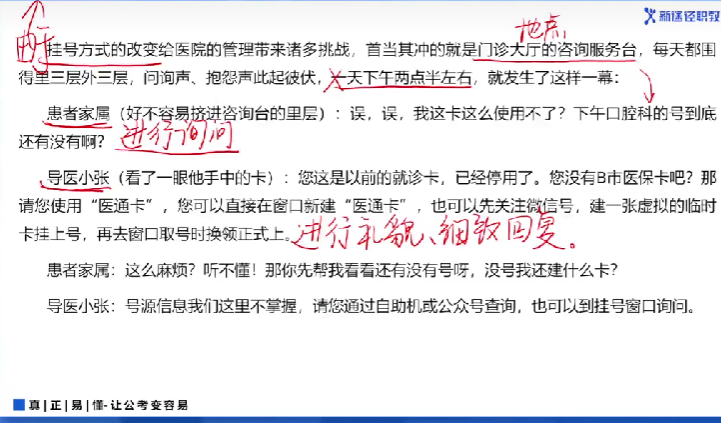 新途径职教
地点
挂号方式的改变给医院的管理带来诸多挑战，首当其冲的就是门诊大厅的咨询服务台，每天都围
得里三层外三层，问询声、抱怨声此起彼伏，一天下午两点半左右，就发生了这样一幕：
患者家属（好不容易挤进咨询台的里层）：诶，诶，我这卡这么使用不了？下午口腔科的号到底
还有没有啊？ 进行询问
导医小张（看了一眼他手中的卡）：您这是以前的就诊卡，已经停用了。您没有B市医保卡吧？那
请您使用“医通卡”，您可以直接在窗口新建“医通卡”，也可以先关注微信号，建一张虚拟的临时
卡挂上号，再去窗口取号时换领正式上。 进行礼貌、细致回复。
患者家属：这么麻烦？听不懂！那你先帮我看看还有没有号呀，没号我还建什么卡？
导医小张：号源信息我们这里不掌握，请您通过自助机或公众号查询，也可以到挂号窗口询问。
真|正|易|懂-让公考变容易